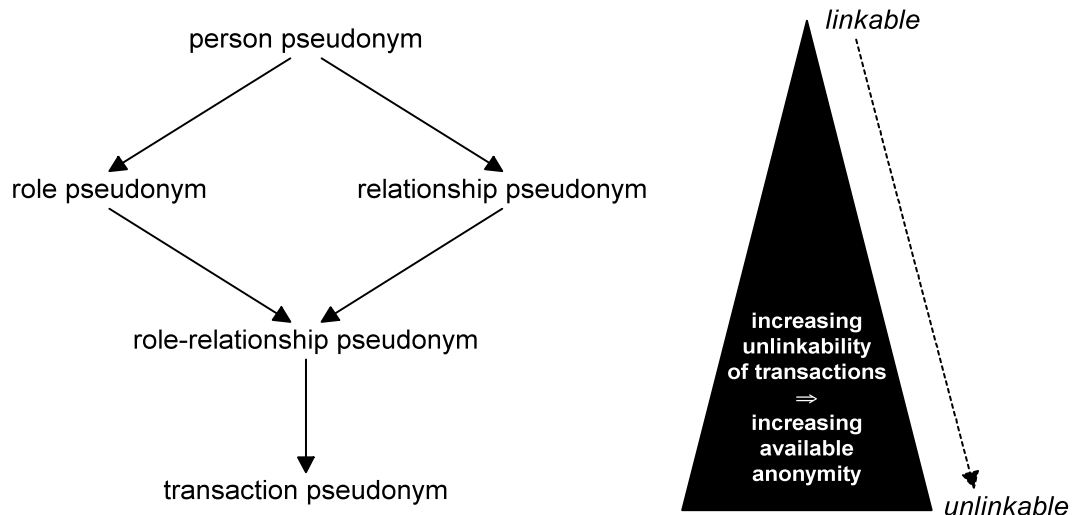 person pseudonym
role pseudonym
relationship pseudonym
role-relationship pseudonym
transaction pseudonym
linkable
increasing
unlinkability
of transactions
⇒
increasing
available
anonymity
unlinkable